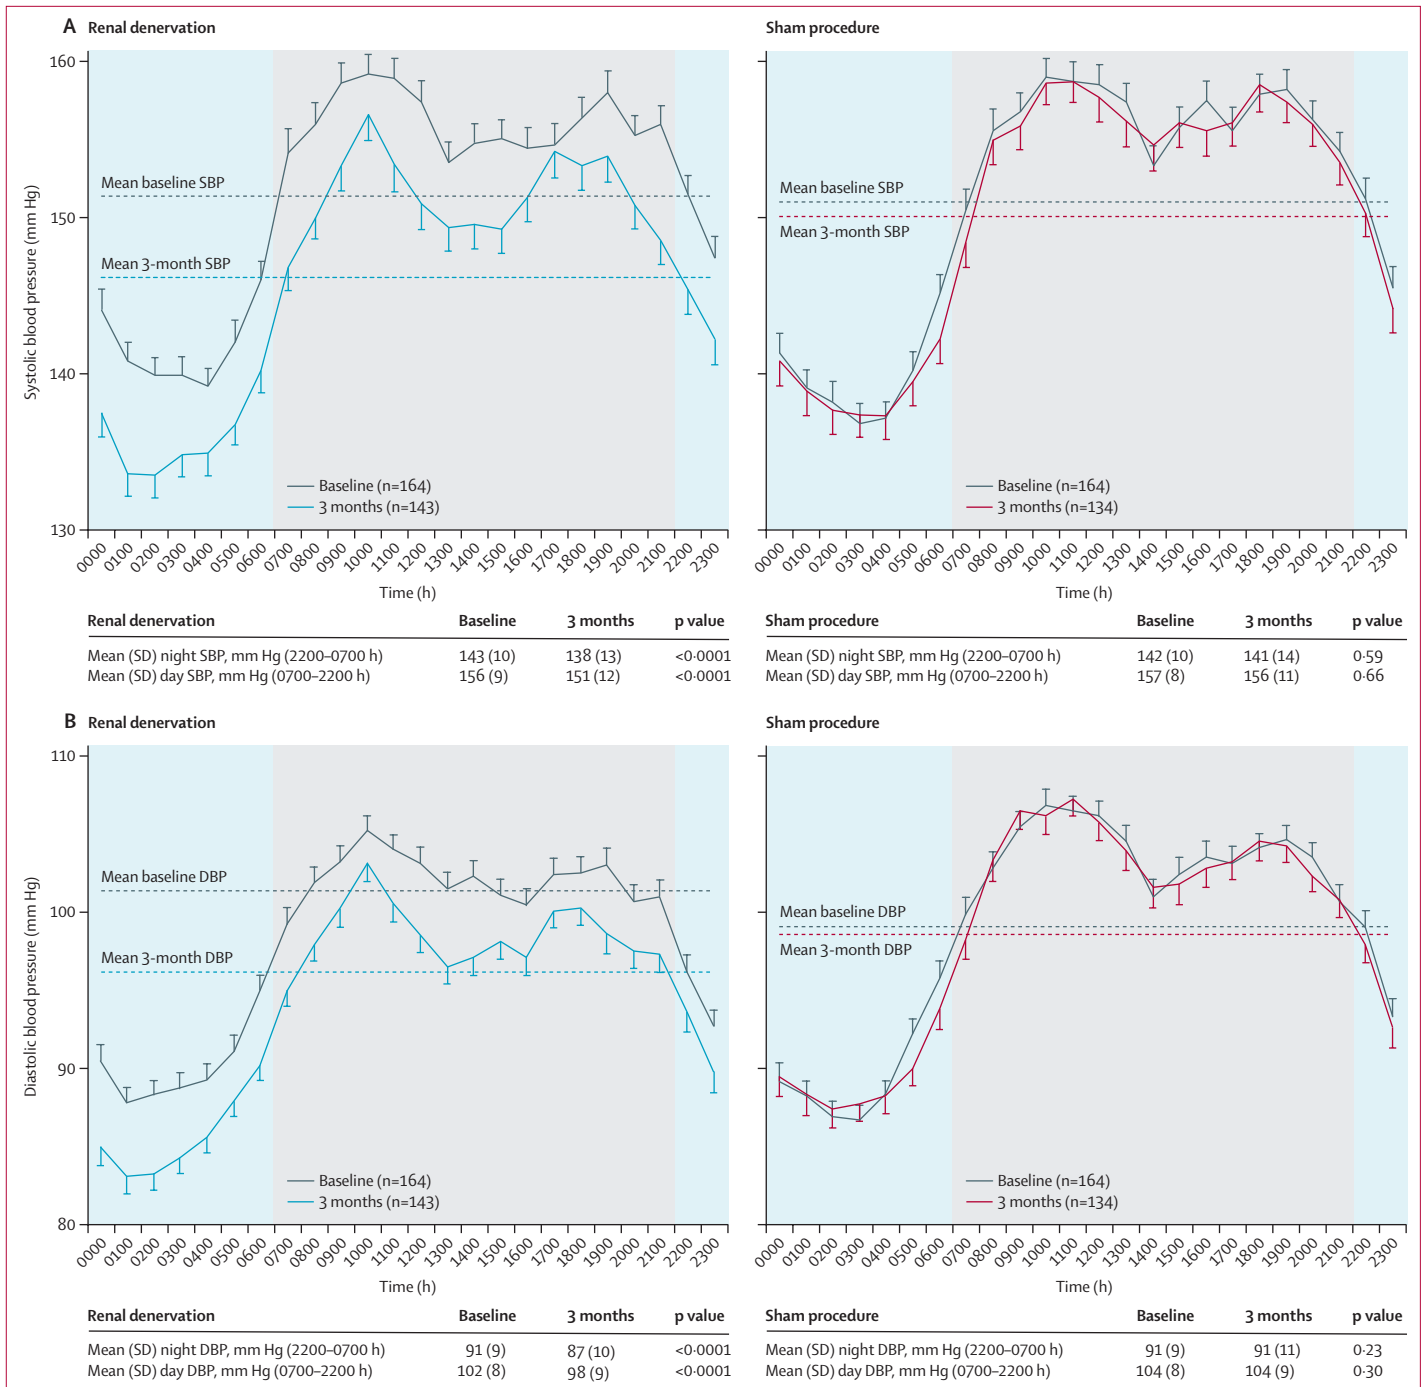 A Renal denervation
Sham procedure
Systolic blood pressure (mm Hg)
160
150
140
130
Mean baseline SBP
Mean 3-month SBP
Baseline (n=164)
3 months (n=143)
0000 0100 0200 0300 0400 0500 0600 0700 0800 0900 1000 1100 1200 1300 1400 1500 1600 1700 1800 1900 2000 2100 2200 2300
Time (h)
Mean baseline SBP
Mean 3-month SBP
Baseline (n=164)
3 months (n=134)
0000 0100 0200 0300 0400 0500 0600 0700 0800 0900 1000 1100 1200 1300 1400 1500 1600 1700 1800 1900 2000 2100 2200 2300
Time (h)
Renal denervation Baseline 3 months p value
Mean (SD) night SBP, mm Hg (2200–0700 h) 143 (10) 138 (13) <0·0001
Mean (SD) day SBP, mm Hg (0700–2200 h) 156 (9) 151 (12) <0·0001
Sham procedure Baseline 3 months p value
Mean (SD) night SBP, mm Hg (2200–0700 h) 142 (10) 141 (14) 0·59
Mean (SD) day SBP, mm Hg (0700–2200 h) 157 (8) 156 (11) 0·66
B Renal denervation
Sham procedure
Diastolic blood pressure (mm Hg)
110
100
90
80
Mean baseline DBP
Mean 3-month DBP
Baseline (n=164)
3 months (n=143)
0000 0100 0200 0300 0400 0500 0600 0700 0800 0900 1000 1100 1200 1300 1400 1500 1600 1700 1800 1900 2000 2100 2200 2300
Time (h)
Mean baseline DBP
Mean 3-month DBP
Baseline (n=164)
3 months (n=134)
0000 0100 0200 0300 0400 0500 0600 0700 0800 0900 1000 1100 1200 1300 1400 1500 1600 1700 1800 1900 2000 2100 2200 2300
Time (h)
Renal denervation Baseline 3 months p value
Mean (SD) night DBP, mm Hg (2200–0700 h) 91 (9) 87 (10) <0·0001
Mean (SD) day DBP, mm Hg (0700–2200 h) 102 (8) 98 (9) <0·0001
Sham procedure Baseline 3 months p value
Mean (SD) night DBP, mm Hg (2200–0700 h) 91 (9) 91 (11) 0·23
Mean (SD) day DBP, mm Hg (0700–2200 h) 104 (8) 104 (9) 0·30